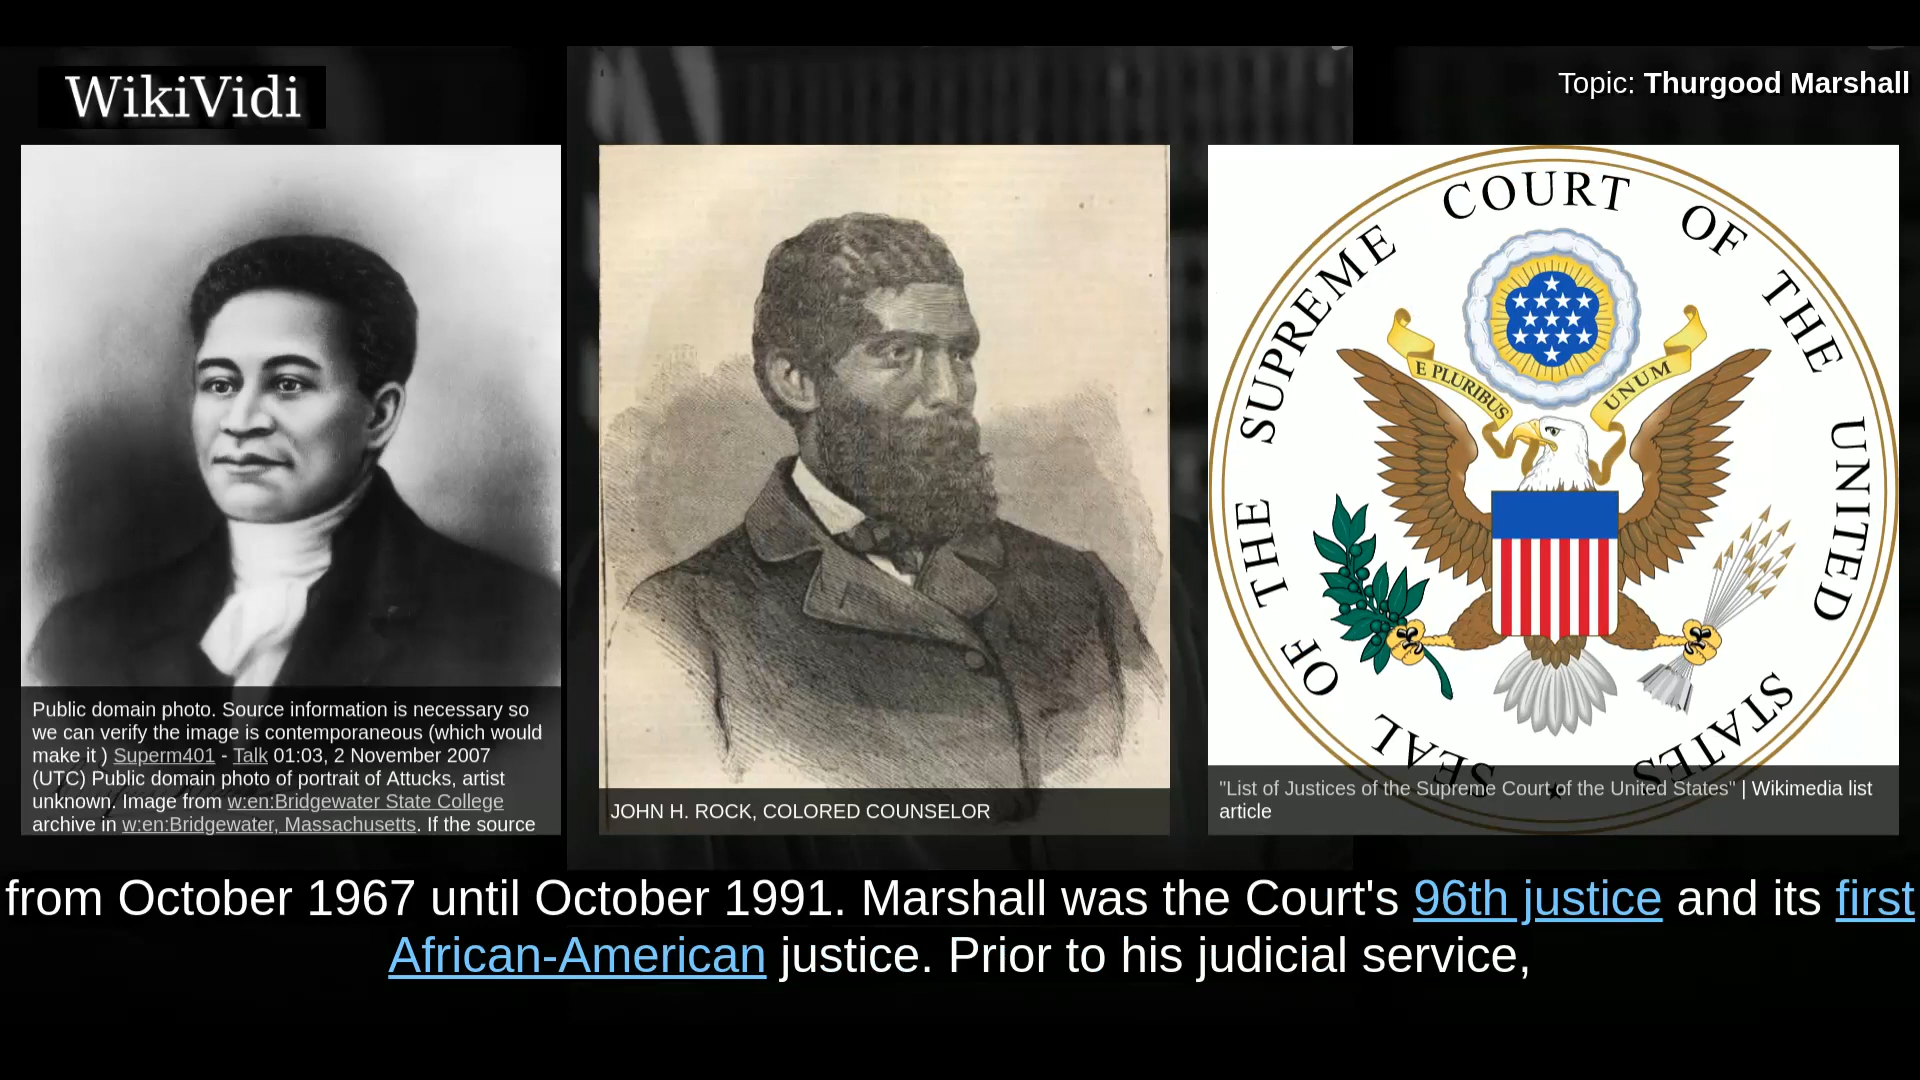 WikiVidi
Topic: Thurgood Marshall
Public domain photo. Source information is necessary so
we can verify the image is contemporaneous (which would
make it ) Superm401 - Talk 01:03, 2 November 2007
(UTC) Public domain photo of portrait of Attucks, artist
unknown. Image from w:en:Bridgewater State College
archive in w:en:Bridgewater, Massachusetts. If the source
JOHN H. ROCK, COLORED COUNSELOR
SEAL OF THE SUPREME COURT OF THE UNITED STATES
E PLURIBUS UNUM
"List of Justices of the Supreme Court of the United States" | Wikimedia list
article
from October 1967 until October 1991. Marshall was the Court's 96th justice and its first
African-American justice. Prior to his judicial service,